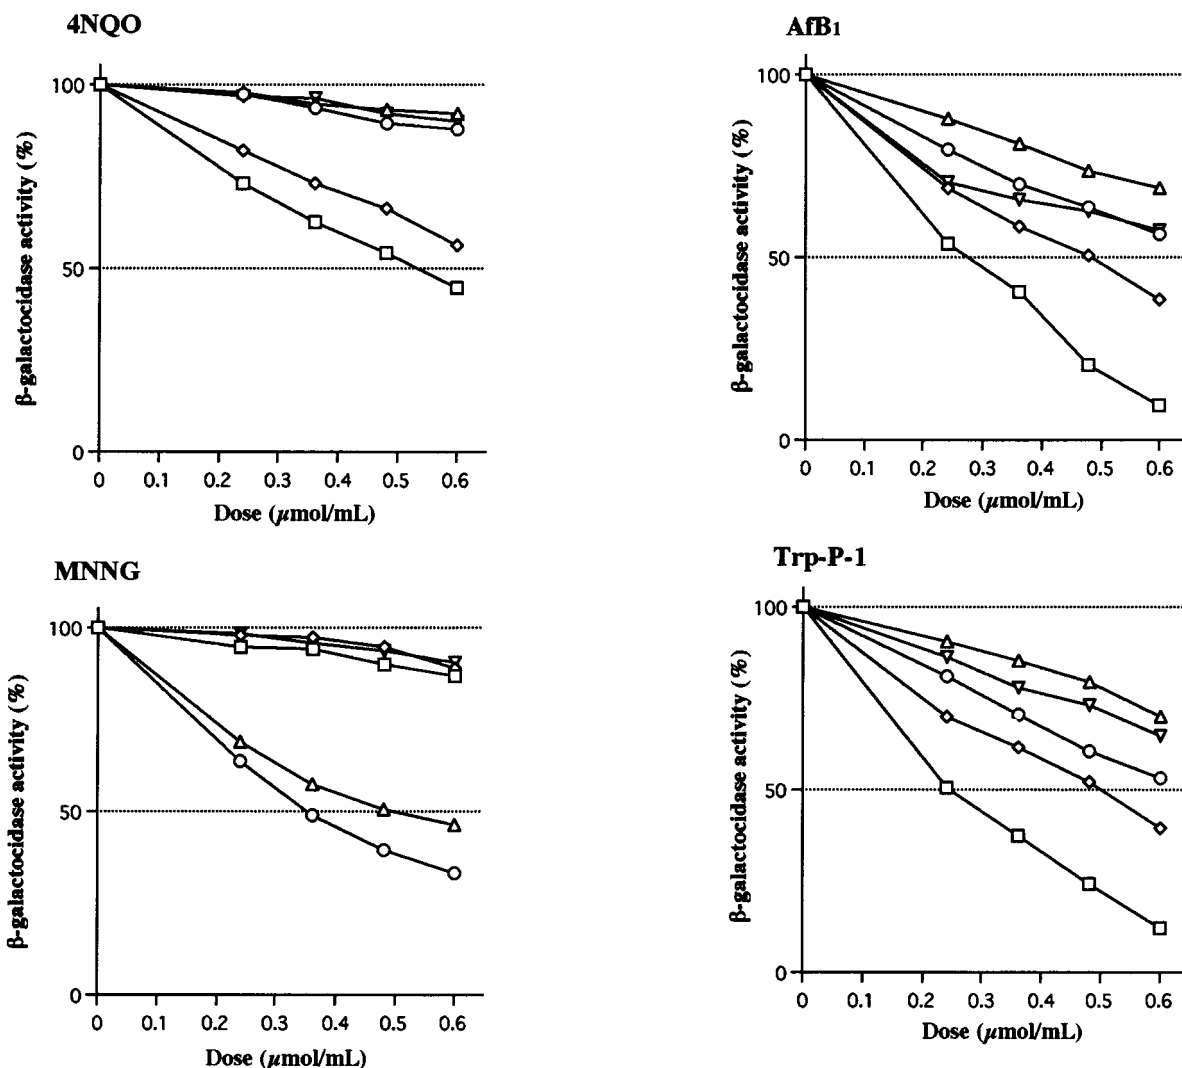 4NQO
β-galactocidase activity (%)
100
50
0
0 0.1 0.2 0.3 0.4 0.5 0.6
Dose (µmol/mL)
AfB1
β-galactocidase activity (%)
100
50
0
0 0.1 0.2 0.3 0.4 0.5 0.6
Dose (µmol/mL)
MNNG
β-galactocidase activity (%)
100
50
0
0 0.1 0.2 0.3 0.4 0.5 0.6
Dose (µmol/mL)
Trp-P-1
β-galactocidase activity (%)
100
50
0
0 0.1 0.2 0.3 0.4 0.5 0.6
Dose (µmol/mL)